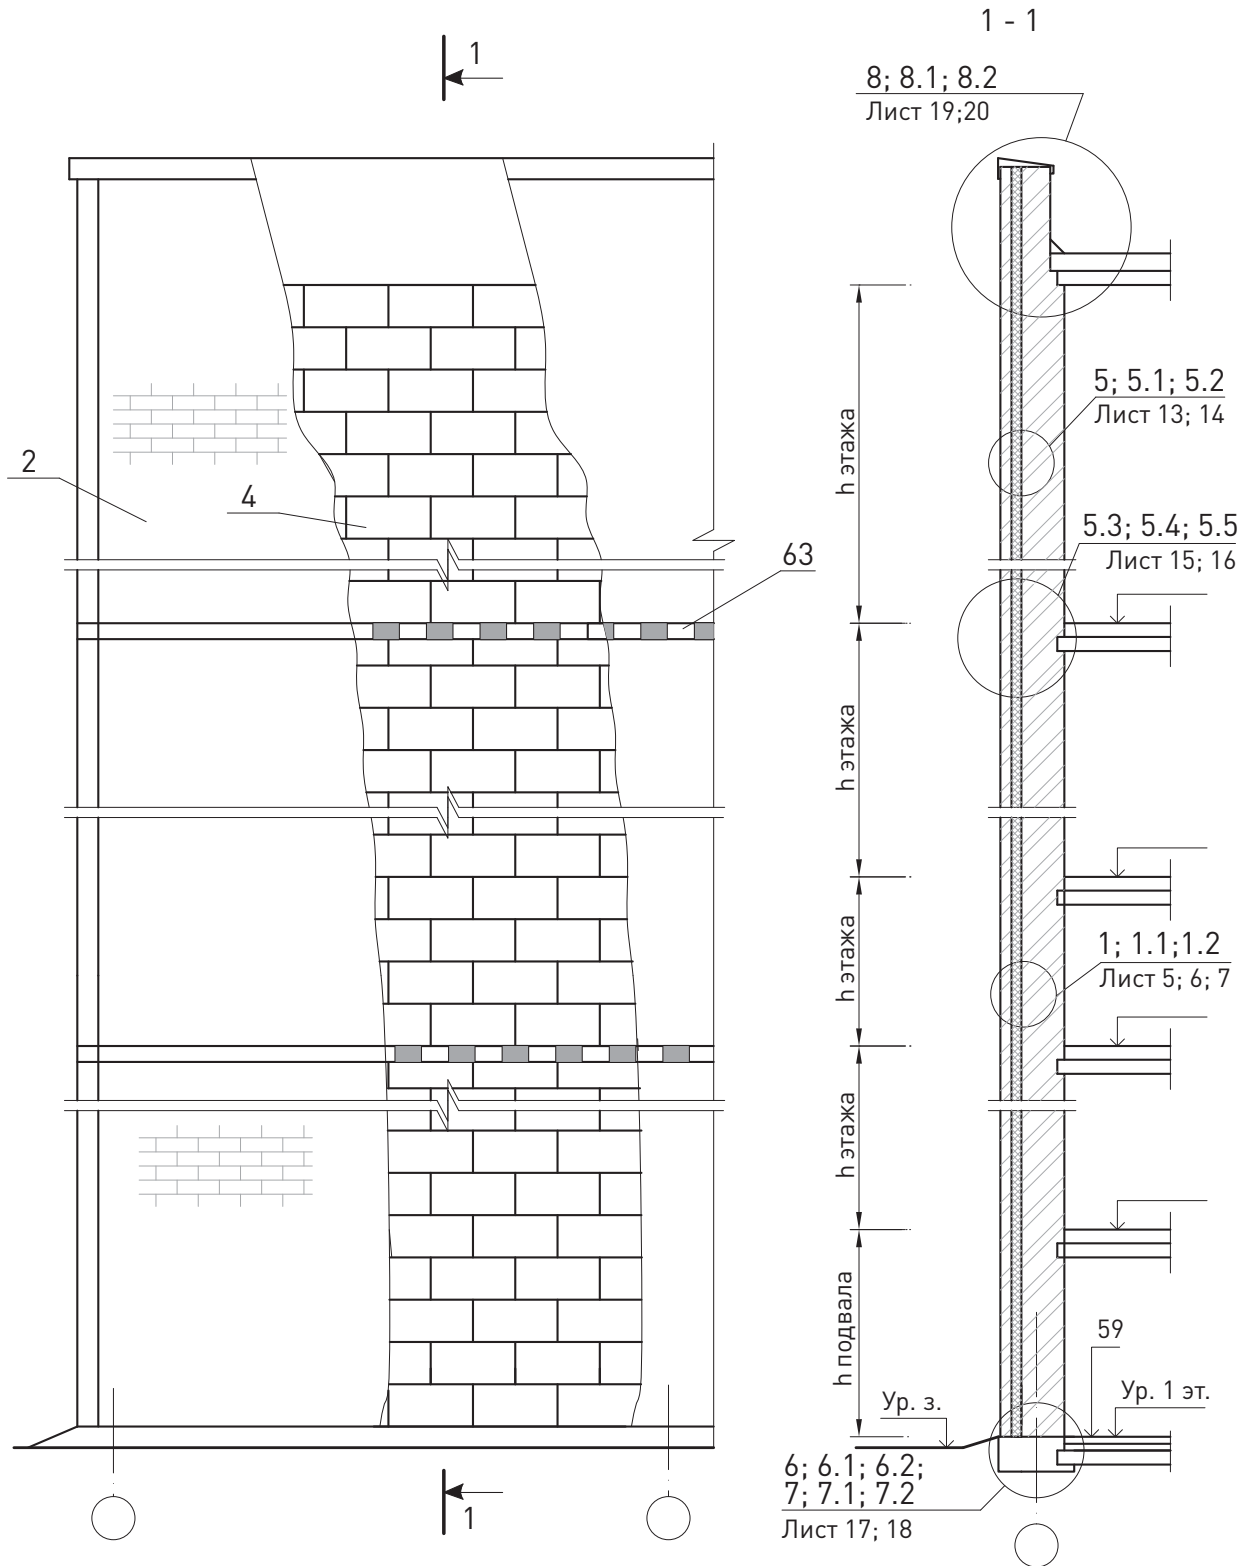 1 - 1
1
8; 8.1; 8.2
Лист 19;20
5; 5.1; 5.2
Лист 13; 14
h этажа
2
4
5.3; 5.4; 5.5
Лист 15; 16
63
h этажа
h этажа
1; 1.1;1.2
Лист 5; 6; 7
h этажа
h подвала
59
Ур. з.
Ур. 1 эт.
6; 6.1; 6.2;
7; 7.1; 7.2
Лист 17; 18
1